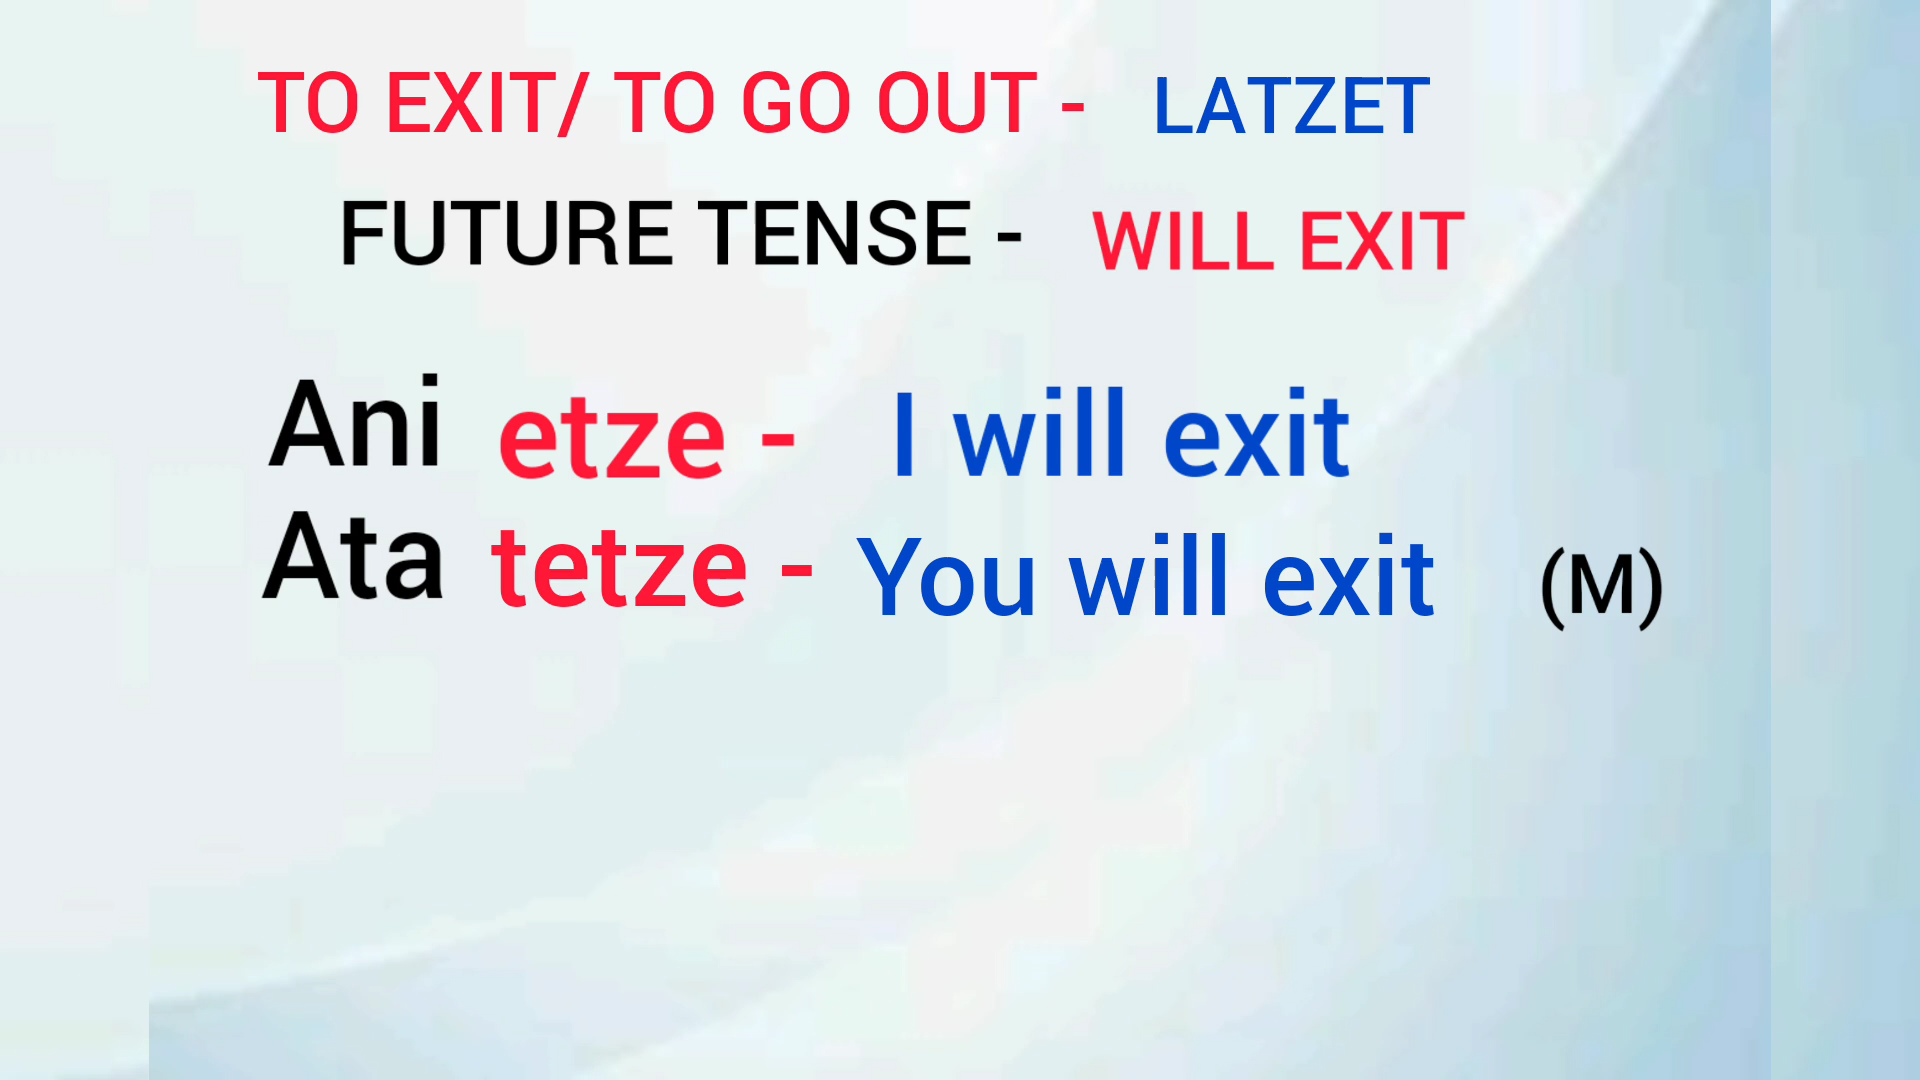 TO EXIT/ TO GO OUT - LATZET
FUTURE TENSE - WILL EXIT
Ani etze - I will exit
Ata tetze - You will exit (M)